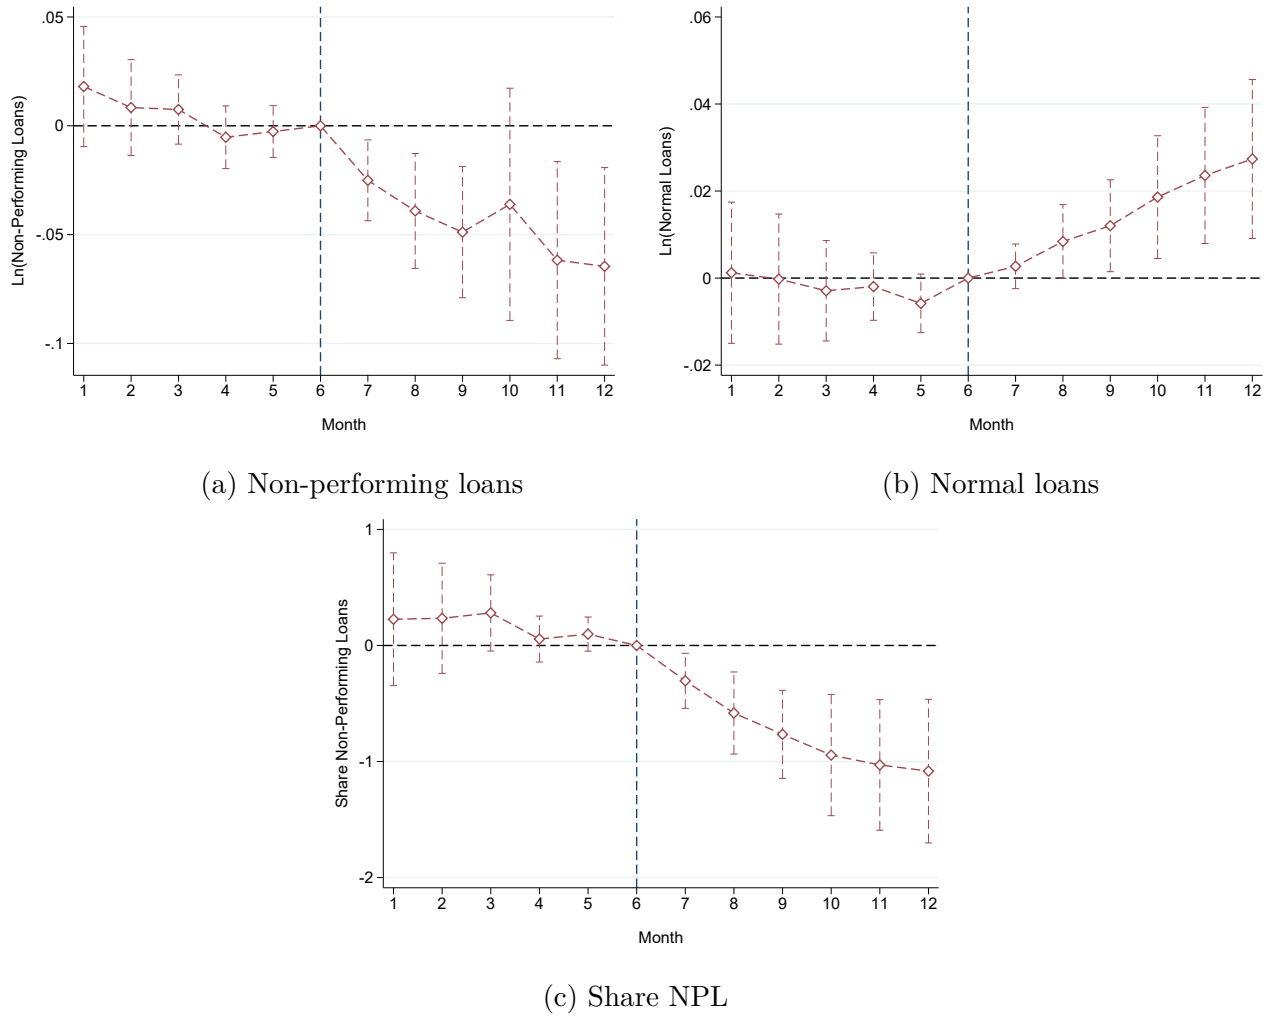 .05
0
-.05
-.1
Ln(Non-Performing Loans)
1 2 3 4 5 6 7 8 9 10 11 12
Month
(a) Non-performing loans
.06
.04
.02
0
-.02
Ln(Normal Loans)
1 2 3 4 5 6 7 8 9 10 11 12
Month
(b) Normal loans
1
0
-1
-2
Share Non-Performing Loans
1 2 3 4 5 6 7 8 9 10 11 12
Month
(c) Share NPL